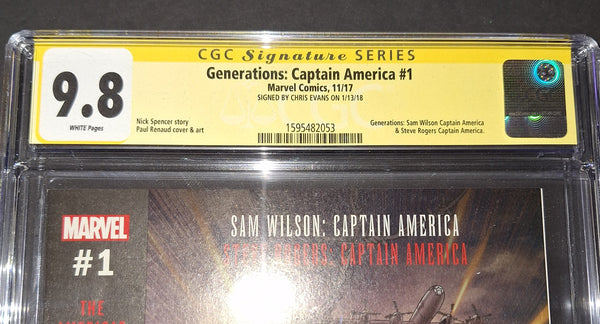 CGC Signature SERIES
9.8
WHITE Pages
Generations: Captain America #1
Marvel Comics, 11/17
SIGNED BY CHRIS EVANS ON 1/13/18
Nick Spencer story
Paul Renaud cover & art
1595482053
Generations: Sam Wilson Captain America
& Steve Rogers Captain America.
MARVEL
#1
THE
SAM WILSON: CAPTAIN AMERICA
STEVE ROGERS: CAPTAIN AMERICA